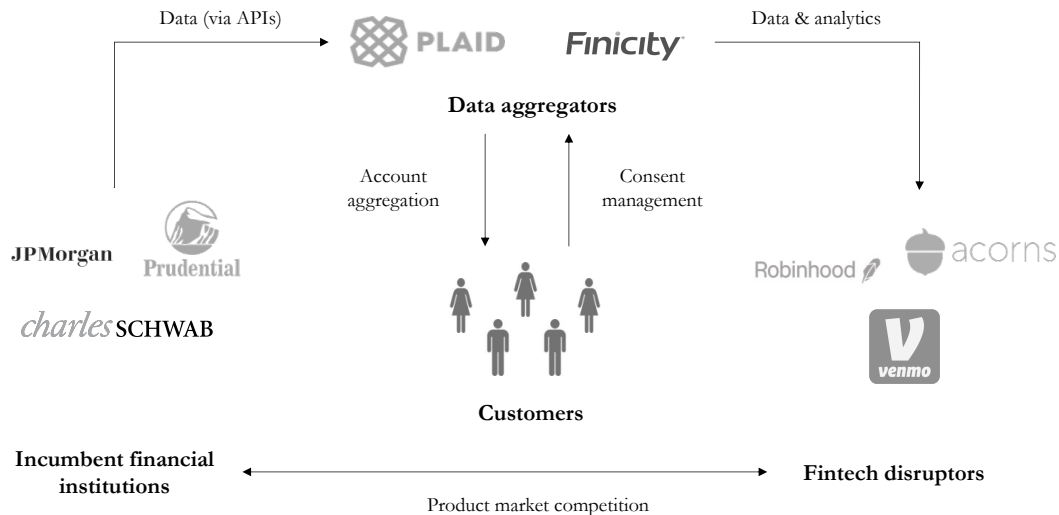 Data (via APIs)
PLAID
Finicity
Data & analytics
Data aggregators
Account
aggregation
Consent
management
JPMorgan
Prudential
charles SCHWAB
Robinhood
acorns
V
venmo
Customers
Incumbent financial
institutions
Fintech disruptors
Product market competition